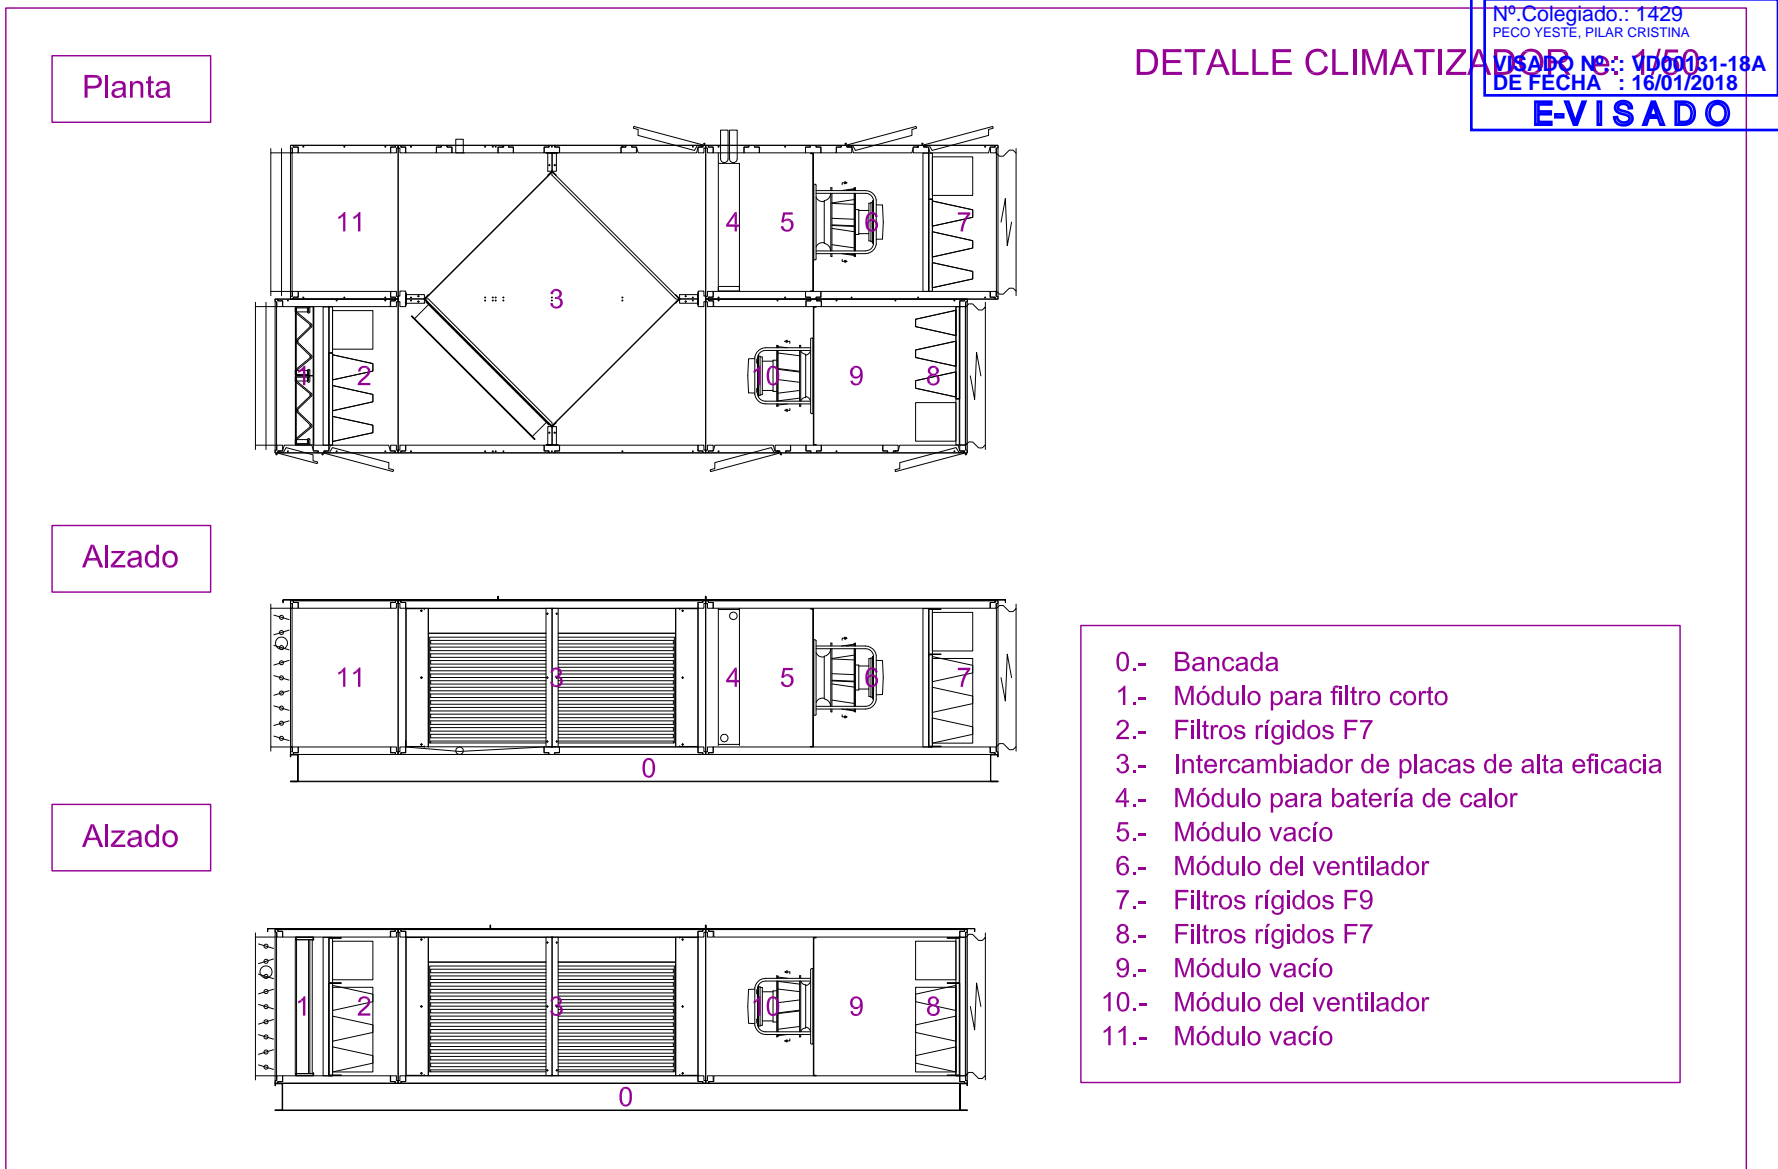 Nº.Colegiado.: 1429
PECO YESTE, PILAR CRISTINA
VISADO Nº.: VD00131-18A
DE FECHA : 16/01/2018
E-VISADO
DETALLE CLIMATIZADOR e: 1/50
Planta
11
4
5
6
7
3
1
2
10
9
8
Alzado
11
3
4
5
6
7
0
Alzado
1
2
3
10
9
8
0
0.- Bancada
1.- Módulo para filtro corto
2.- Filtros rígidos F7
3.- Intercambiador de placas de alta eficacia
4.- Módulo para batería de calor
5.- Módulo vacío
6.- Módulo del ventilador
7.- Filtros rígidos F9
8.- Filtros rígidos F7
9.- Módulo vacío
10.- Módulo del ventilador
11.- Módulo vacío